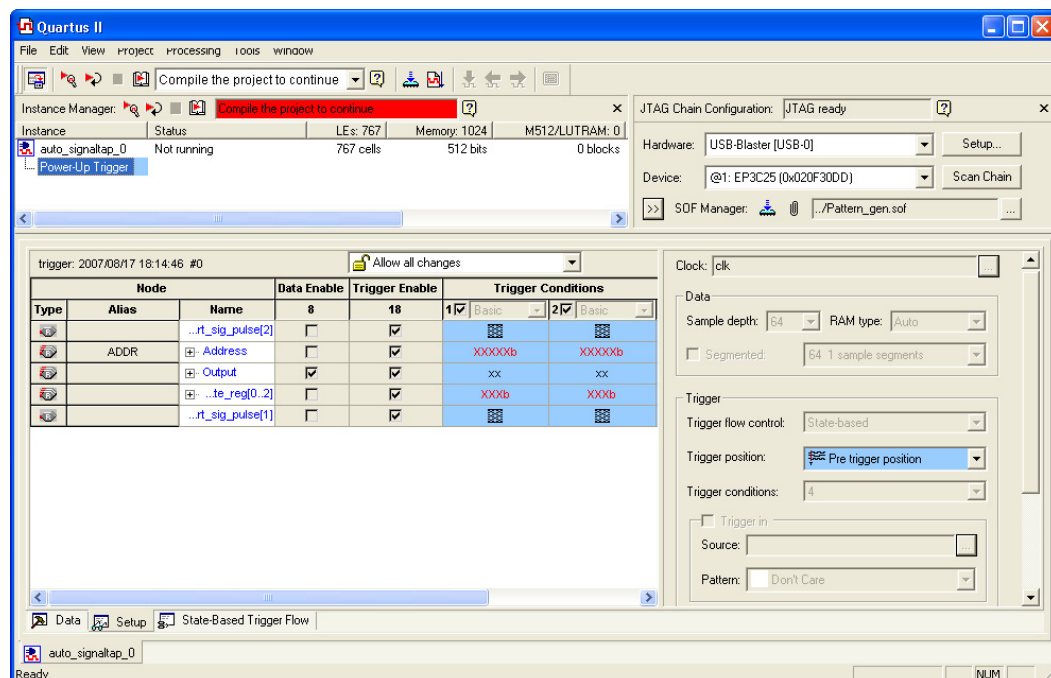 Quartus II
File Edit View Project Processing Tools Window
Compile the project to continue
Instance Manager: Compile the project to continue
Instance Status LEs: 767 Memory: 1024 M512/LUTRAM: 0
auto_signaltap_0 Not running 767 cells 512 bits 0 blocks
Power-Up Trigger
JTAG Chain Configuration: JTAG ready
Hardware: USB-Blaster [USB-0] Setup...
Device: @1: EP3C25 (0x020F30DD) Scan Chain
>> SOF Manager: ../Pattern_gen.sof ...
trigger: 2007/08/17 18:14:46 #0 Allow all changes
Node Data Enable Trigger Enable Trigger Conditions
Type Alias Name 8 18 1 Basic 2 Basic
...rt_sig_pulse[2]
ADDR Address XXXXXb XXXXXb
Output XX XX
...te_reg[0..2] XXXb XXXb
...rt_sig_pulse[1]
Clock: clk ...
Data
Sample depth: 64 RAM type: Auto
Segmented: 64 1 sample segments
Trigger
Trigger flow control: State-based
Trigger position: Pre trigger position
Trigger conditions: 4
Trigger in
Source: ...
Pattern: Don't Care
Data Setup State-Based Trigger Flow
auto_signaltap_0
Ready NUM